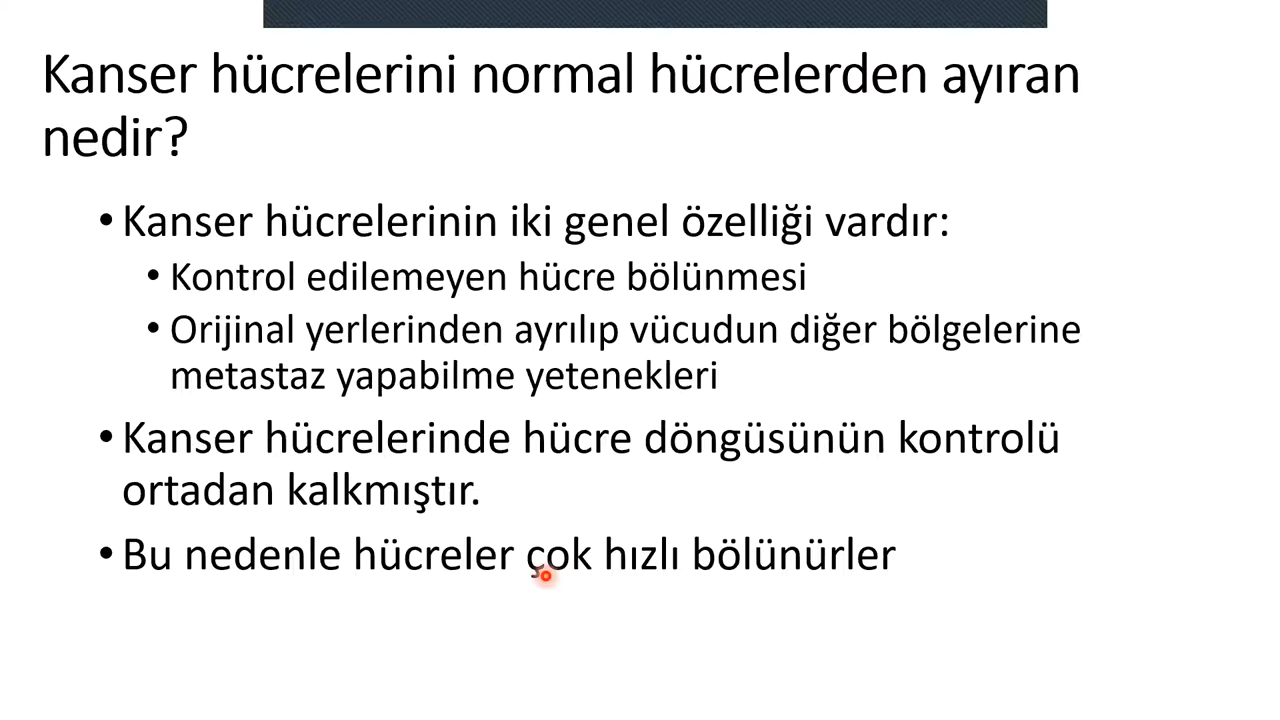 Kanser hücrelerini normal hücrelerden ayıran
nedir?
• Kanser hücrelerinin iki genel özelliği vardır:
• Kontrol edilemeyen hücre bölünmesi
• Orijinal yerlerinden ayrılıp vücudun diğer bölgelerine
metastaz yapabilme yetenekleri
• Kanser hücrelerinde hücre döngüsünün kontrolü
ortadan kalkmıştır.
• Bu nedenle hücreler çok hızlı bölünürler